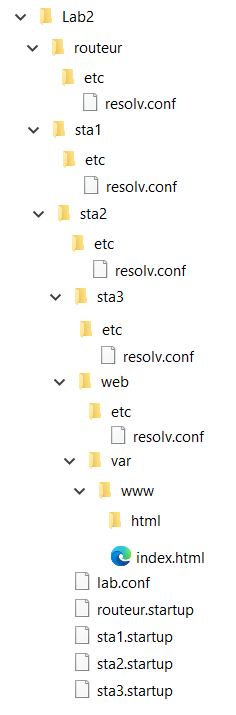 Lab2
routeur
etc
resolv.conf
sta1
etc
resolv.conf
sta2
etc
resolv.conf
sta3
etc
resolv.conf
web
etc
resolv.conf
var
www
html
index.html
lab.conf
routeur.startup
sta1.startup
sta2.startup
sta3.startup